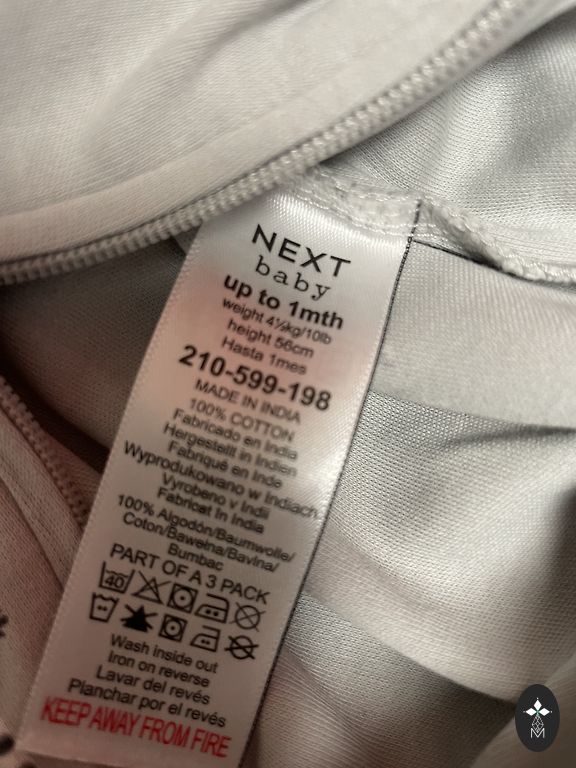 NEXT
baby
up to 1mth
weight 4½kg/10lb
height 56cm
Hasta 1mes
210-599-198
MADE IN INDIA
100% COTTON
Fabricado en India
Hergestellt in Indien
Fabriqué en Inde
Wyprodukowano w Indiach
Vyrobeno v Indii
Fabricat în India
100% Algodón/Baumwolle/
Coton/Bawełna/Bavlna/
Bumbac
PART OF A 3 PACK
40
Wash inside out
Iron on reverse
Lavar del revés
Planchar por el revés
KEEP AWAY FROM FIRE
M